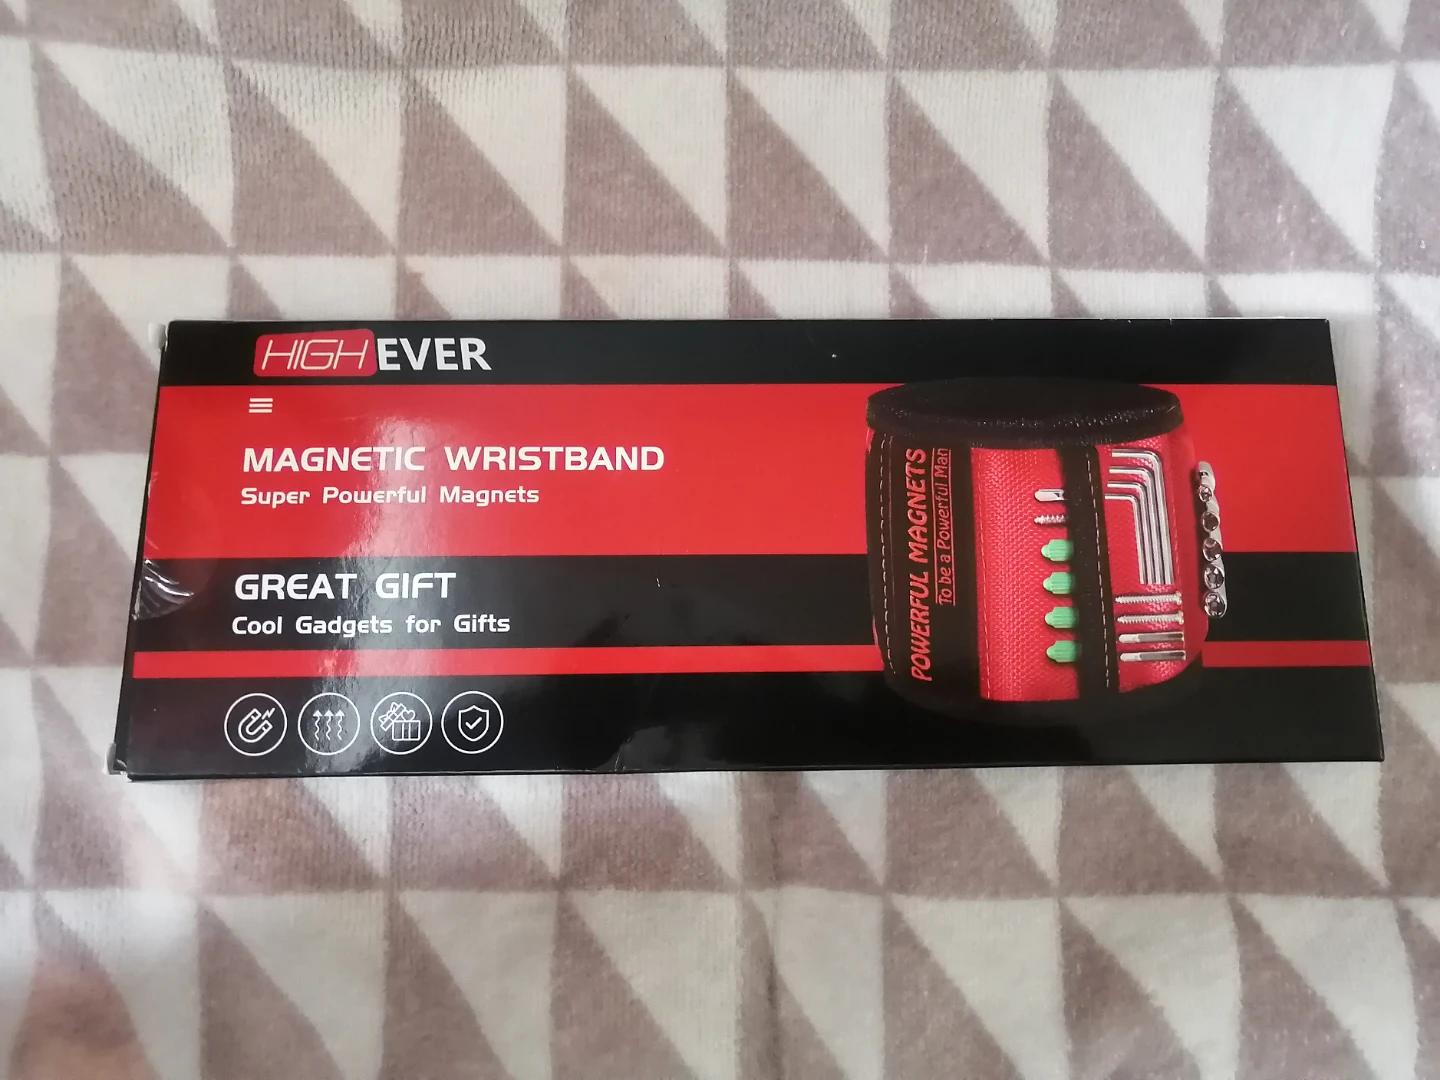 HIGHEVER
MAGNETIC WRISTBAND
Super Powerful Magnets
GREAT GIFT
Cool Gadgets for Gifts
POWERFUL MAGNETS
To be a Powerful Man